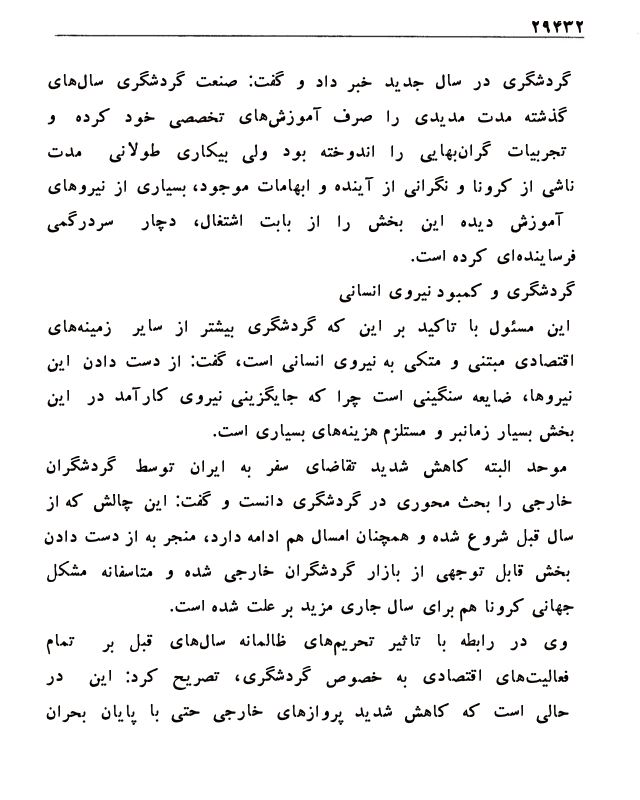 ۲۹۴۳۲
گردشگری در سال جدید خبر داد و گفت: صنعت گردشگری سال‌های
گذشته مدت مدیدی را صرف آموزش‌های تخصصی خود کرده و
تجربیات گران‌بهایی را اندوخته بود ولی بیکاری طولانی مدت
ناشی از کرونا و نگرانی از آینده و ابهامات موجود، بسیاری از نیروهای
آموزش دیده این بخش را از بابت اشتغال، دچار سردرگمی
فرساینده‌ای کرده است.
گردشگری و کمبود نیروی انسانی
این مسئول با تاکید بر این که گردشگری بیشتر از سایر زمینه‌های
اقتصادی مبتنی و متکی به نیروی انسانی است، گفت: از دست دادن این
نیروها، ضایعه سنگینی است چرا که جایگزینی نیروی کارآمد در این
بخش بسیار زمانبر و مستلزم هزینه‌های بسیاری است.
موحد البته کاهش شدید تقاضای سفر به ایران توسط گردشگران
خارجی را بحث محوری در گردشگری دانست و گفت: این چالش که از
سال قبل شروع شده و همچنان امسال هم ادامه دارد، منجر به از دست دادن
بخش قابل توجهی از بازار گردشگران خارجی شده و متاسفانه مشکل
جهانی کرونا هم برای سال جاری مزید بر علت شده است.
وی در رابطه با تاثیر تحریم‌های ظالمانه سال‌های قبل بر تمام
فعالیت‌های اقتصادی به خصوص گردشگری، تصریح کرد: این در
حالی است که کاهش شدید پروازهای خارجی حتی با پایان بحران